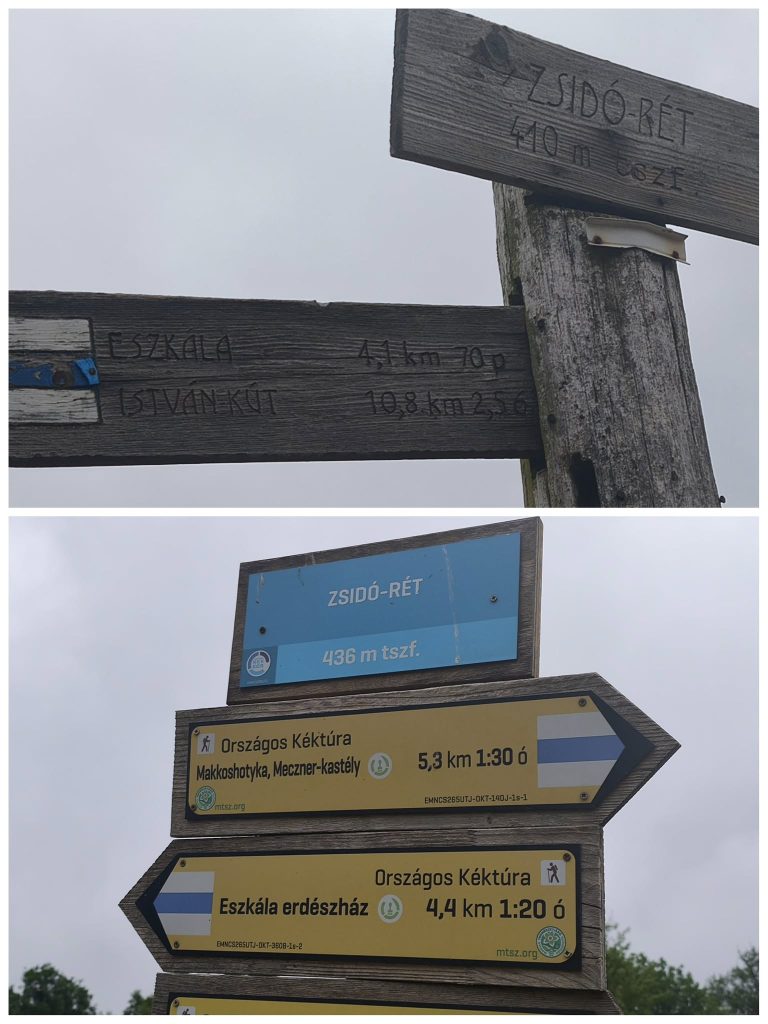 ZSIDÓ-RÉT
410 m tszf.
ESZKÁLA 4,1 km 70 p
ISTVÁN-KÚT 10,8 km 2,5 ó
ZSIDÓ-RÉT
436 m tszf.
Országos Kéktúra
Makkoshotyka, Meczner-kastély 5,3 km 1:30 ó
mtsz.org EMNCS265UTJ-OKT-140J-1s-1
Országos Kéktúra
Eszkála erdészház 4,4 km 1:20 ó
EMNCS265UTJ-OKT-360B-1s-2 mtsz.org